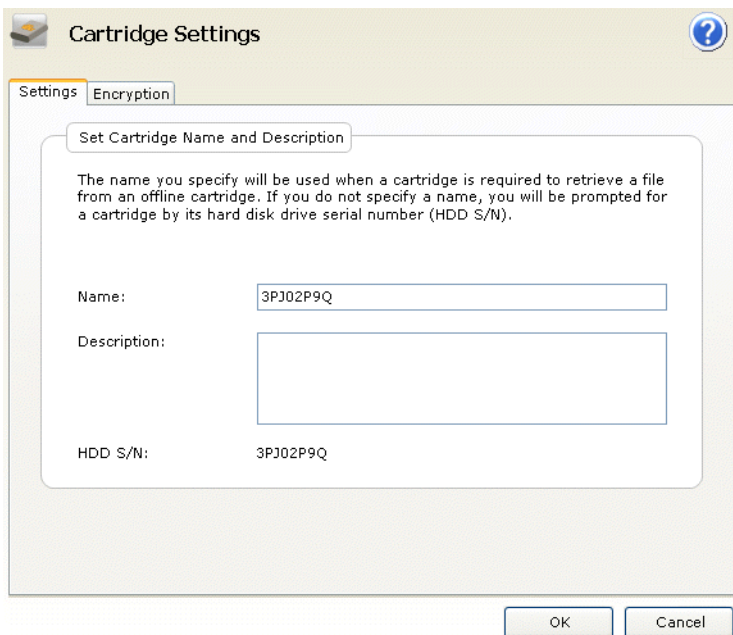 Cartridge Settings
?
Settings
Encryption
Set Cartridge Name and Description
The name you specify will be used when a cartridge is required to retrieve a file
from an offline cartridge. If you do not specify a name, you will be prompted for
a cartridge by its hard disk drive serial number (HDD S/N).
Name:
3PJ02P9Q
Description:
HDD S/N:
3PJ02P9Q
OK
Cancel